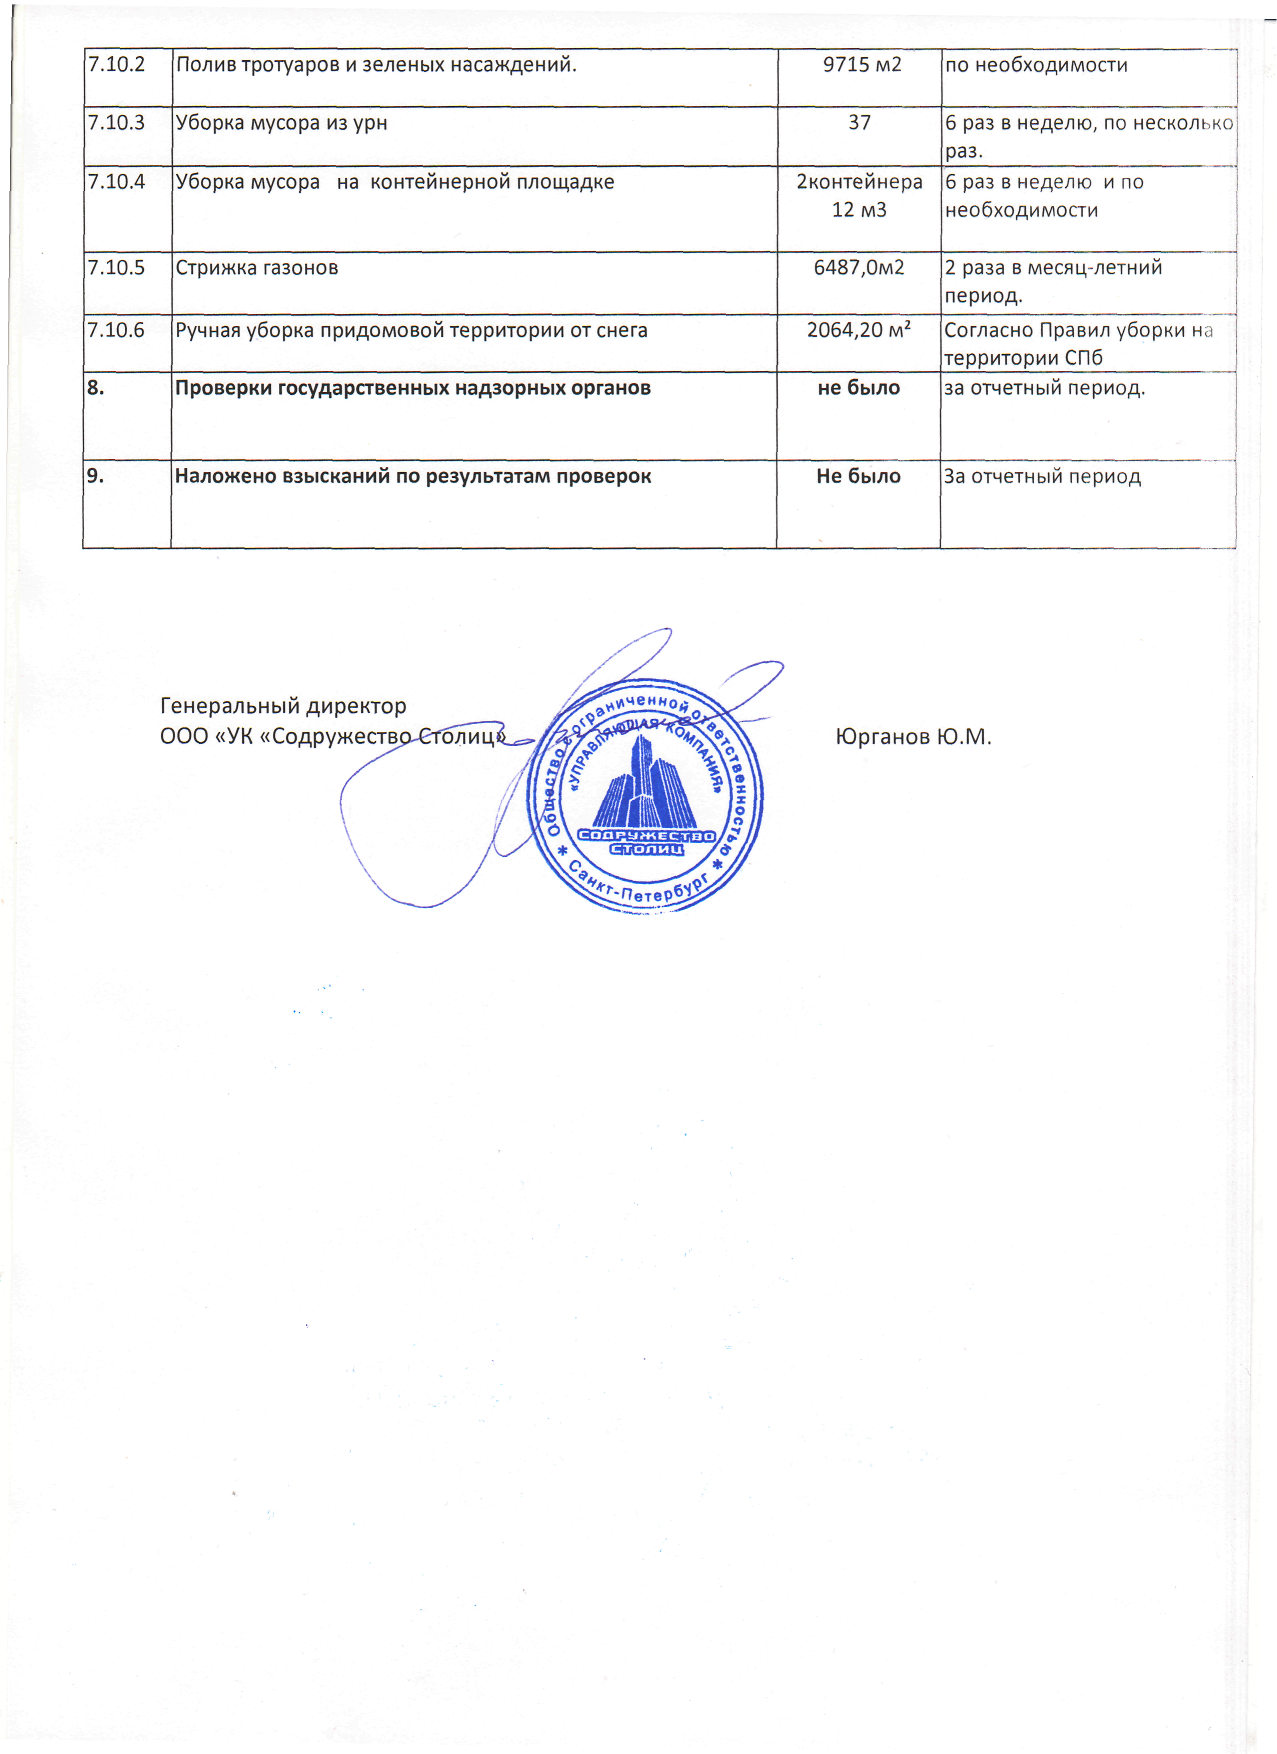 7.10.2 Полив тротуаров и зеленых насаждений. 9715 м2 по необходимости
7.10.3 Уборка мусора из урн 37 6 раз в неделю, по несколько
раз.
7.10.4 Уборка мусора на контейнерной площадке 2контейнера 6 раз в неделю и по
12 м3 необходимости
7.10.5 Стрижка газонов 6487,0м2 2 раза в месяц-летний
период.
7.10.6 Ручная уборка придомовой территории от снега 2064,20 м² Согласно Правил уборки на
территории СПб
8. Проверки государственных надзорных органов не было за отчетный период.
9. Наложено взысканий по результатам проверок Не было За отчетный период
Генеральный директор
ООО «УК «Содружество Столиц» Юрганов Ю.М.
Общество с ограниченной ответственностью
«УПРАВЛЯЮЩАЯ КОМПАНИЯ»
СОДРУЖЕСТВО
СТОЛИЦ
* Санкт-Петербург *